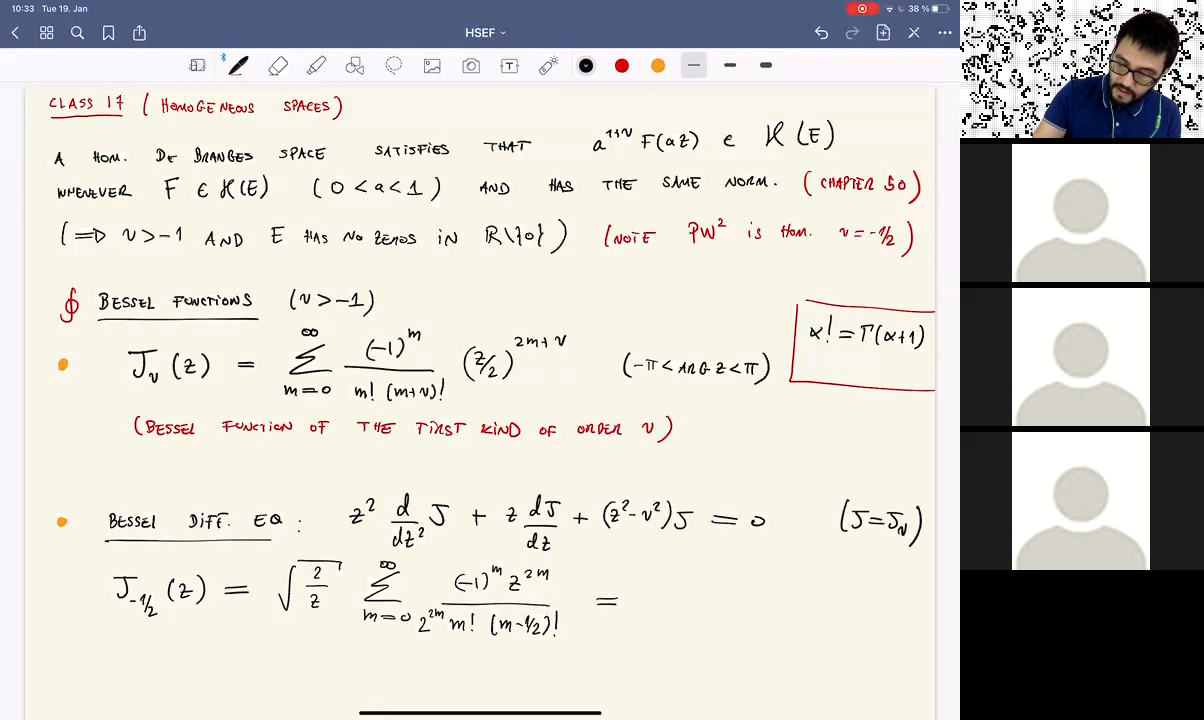 10:33 Tue 19. Jan 38 %
HSEF
CLASS 17 (HOMOGENEOUS SPACES)
A HOM. DE BRANGES SPACE SATISFIES THAT a^{1+ν} F(az) ∈ H(E)
WHENEVER F ∈ H(E) (0 < a < 1) AND HAS THE SAME NORM. (CHAPTER 50)
(⟹ ν > -1 AND E HAS NO ZEROS IN R\{0}) (NOTE PW² IS HOM. ν = -1/2)
∮ BESSEL FUNCTIONS (ν > -1)
α! = Γ(α+1)
• J_ν(z) = ∑_{m=0}^{∞} (-1)^m / (m! (m+ν)!) (z/2)^{2m+ν} (-π < ARG z < π)
(BESSEL FUNCTION OF THE FIRST KIND OF ORDER ν)
• BESSEL DIFF. EQ : z² d/dz² J + z dJ/dz + (z² - ν²) J = 0 (J = J_ν)
J_{-1/2}(z) = √(2/z) ∑_{m=0}^{∞} (-1)^m z^{2m} / (2^{2m} m! (m-1/2)!) =